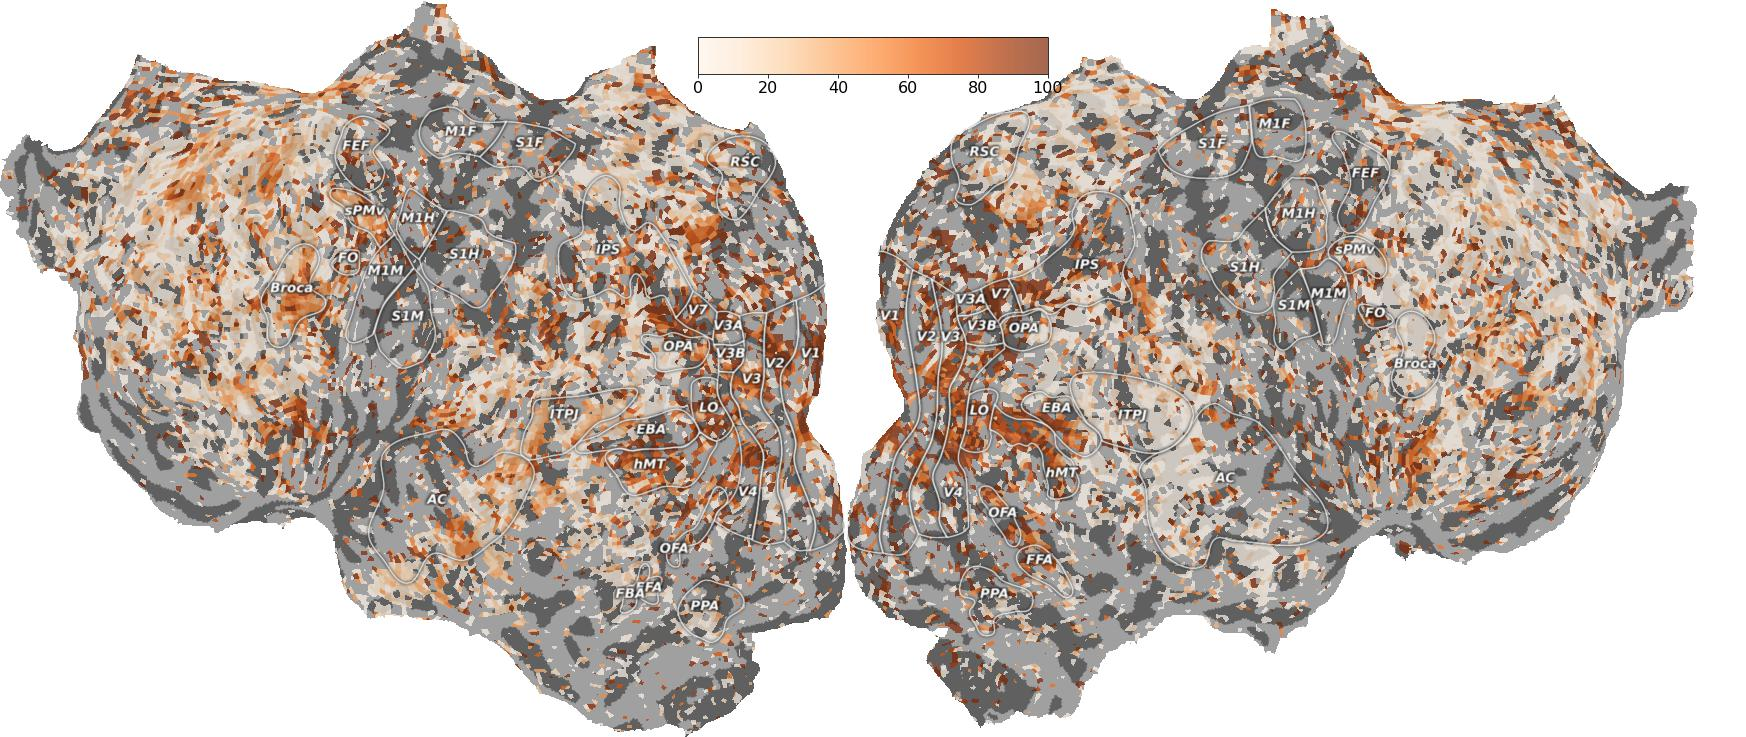 0 20 40 60 80 100
FEF
M1F
S1F
RSC
sPMv
M1H
FO
M1M
S1H
IPS
Broca
S1M
V7
V3A
OPA
V3B
V2
V1
V3
LO
ITPJ
EBA
hMT
AC
V4
OFA
FFA
FBA
PPA
RSC
S1F
M1F
FEF
M1H
sPMv
S1H
IPS
M1M
S1M
FO
V1
V3A
V7
V2
V3
V3B
OPA
Broca
LO
EBA
ITPJ
hMT
AC
V4
OFA
FFA
PPA